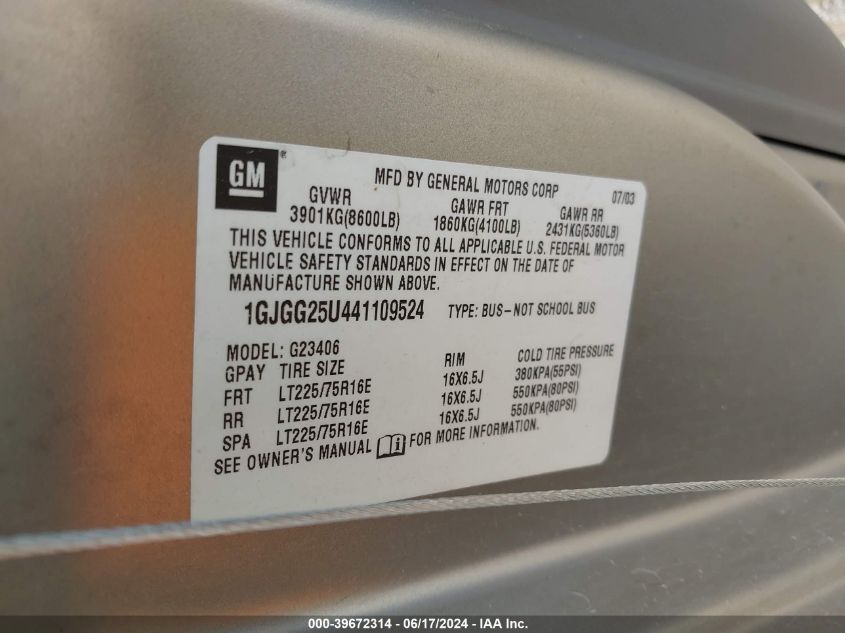 GM ®
MFD BY GENERAL MOTORS CORP 07/03
GVWR GAWR FRT GAWR RR
3901KG(8600LB) 1860KG(4100LB) 2431KG(5360LB)
THIS VEHICLE CONFORMS TO ALL APPLICABLE U.S. FEDERAL MOTOR
VEHICLE SAFETY STANDARDS IN EFFECT ON THE DATE OF
MANUFACTURE SHOWN ABOVE.
1GJGG25U441109524 TYPE: BUS–NOT SCHOOL BUS
MODEL: G23406
GPAY TIRE SIZE RIM COLD TIRE PRESSURE
FRT LT225/75R16E 16X6.5J 380KPA(55PSI)
RR LT225/75R16E 16X6.5J 550KPA(80PSI)
SPA LT225/75R16E 16X6.5J 550KPA(80PSI)
SEE OWNER'S MANUAL FOR MORE INFORMATION.
000-39672314 / 06/17/2024 - IAA Inc.